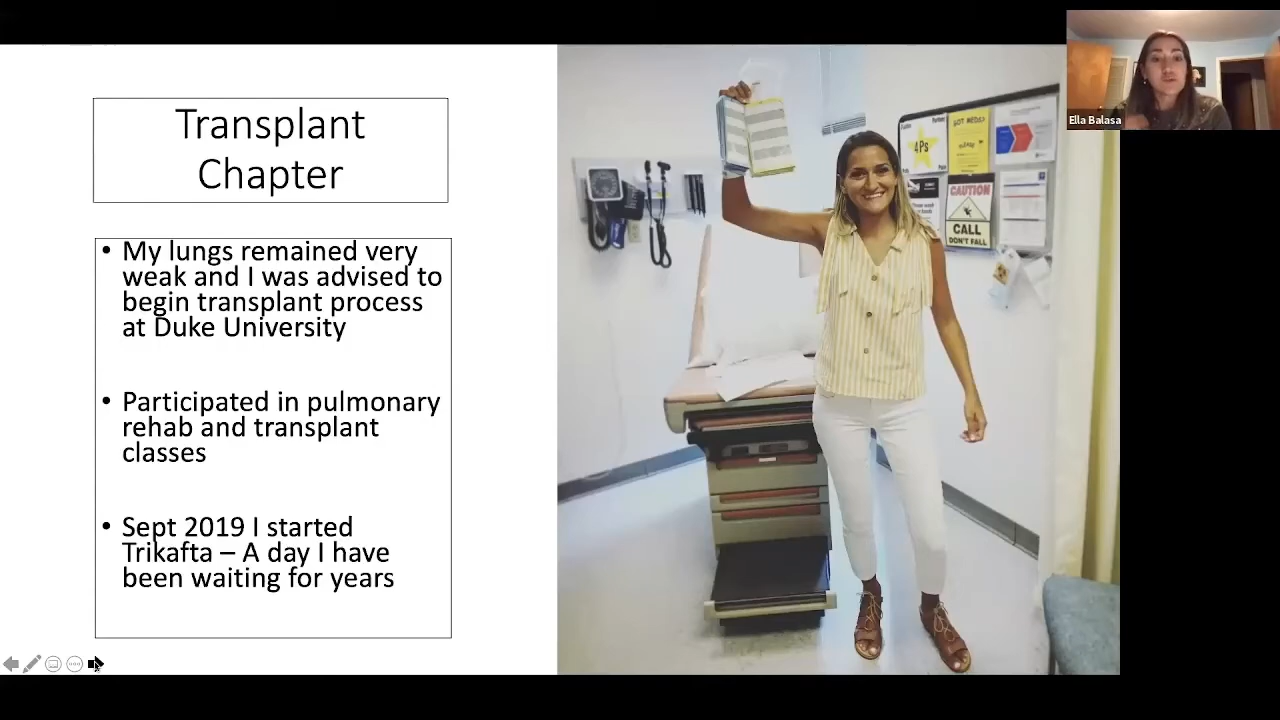 Transplant
Chapter
• My lungs remained very
weak and I was advised to
begin transplant process
at Duke University
• Participated in pulmonary
rehab and transplant
classes
• Sept 2019 I started
Trikafta – A day I have
been waiting for years
4Ps
GOT MEDS?
CAUTION
CALL
DON'T FALL
Ella Balasa